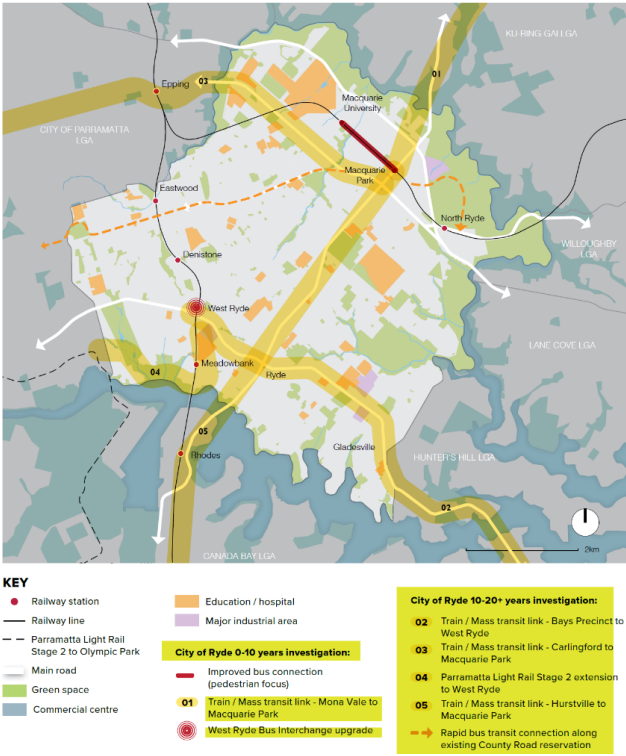 KU-RING-GAI LGA
01
03
Epping
Macquarie
University
CITY OF PARRAMATTA
LGA
Macquarie
Park
Eastwood
North Ryde
WILLOUGHBY
LGA
Denistone
West Ryde
LANE COVE LGA
Meadowbank
04
Ryde
05
Gladesville
Rhodes
HUNTER'S HILL LGA
02
CANADA BAY LGA
2km
KEY
Railway station
Railway line
Parramatta Light Rail
Stage 2 to Olympic Park
Main road
Green space
Commercial centre
Education / hospital
Major industrial area
City of Ryde 0-10 years investigation:
Improved bus connection
(pedestrian focus)
01 Train / Mass transit link - Mona Vale to
Macquarie Park
West Ryde Bus Interchange upgrade
City of Ryde 10-20+ years investigation:
02 Train / Mass transit link - Bays Precinct to
West Ryde
03 Train / Mass transit link - Carlingford to
Macquarie Park
04 Parramatta Light Rail Stage 2 extension
to West Ryde
05 Train / Mass transit link - Hurstville to
Macquarie Park
Rapid bus transit connection along
existing County Road reservation